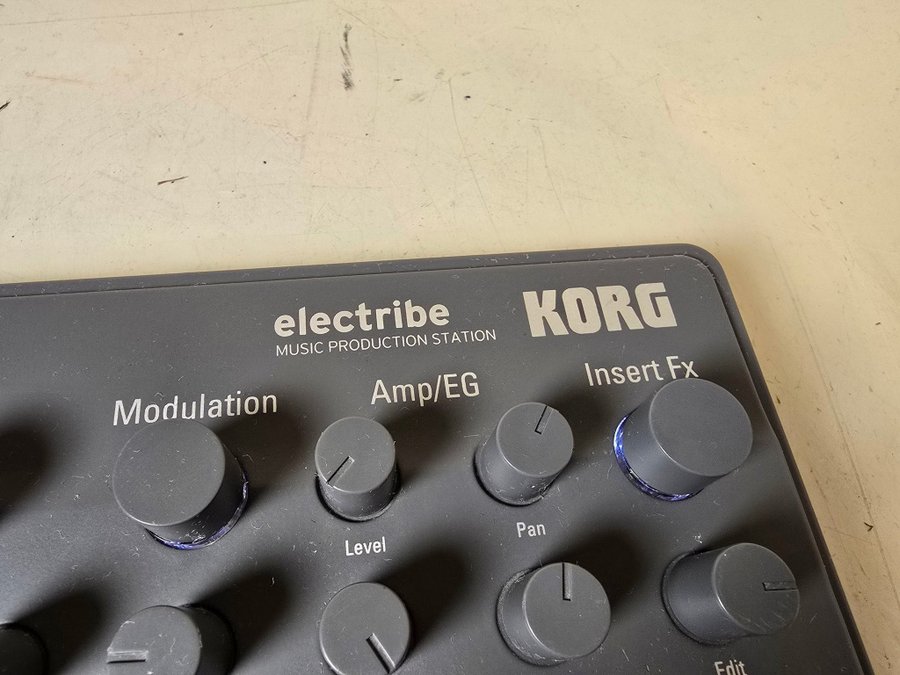 electribe
KORG
MUSIC PRODUCTION STATION
Modulation
Amp/EG
Insert Fx
Level
Pan
Edit